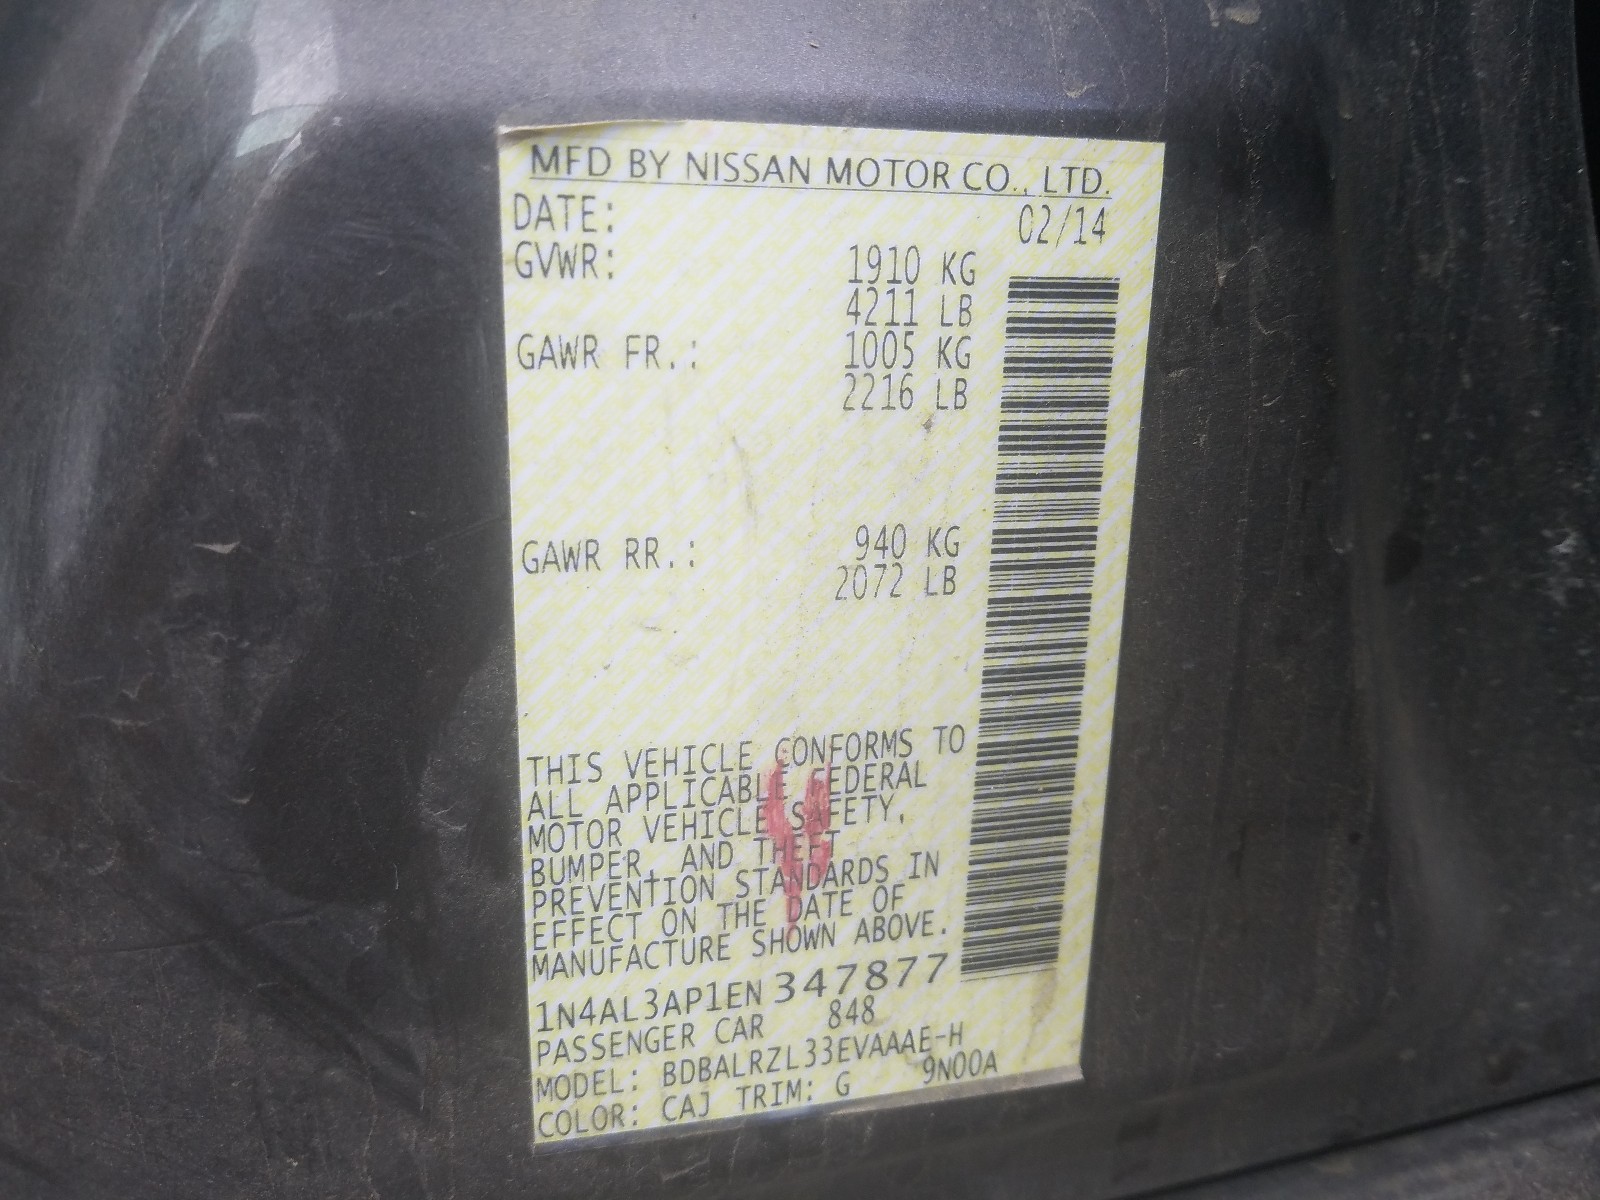 MFD BY NISSAN MOTOR CO., LTD.
DATE: 02/14
GVWR: 1910 KG
4211 LB
GAWR FR.: 1005 KG
2216 LB
GAWR RR.: 940 KG
2072 LB
THIS VEHICLE CONFORMS TO
ALL APPLICABLE FEDERAL
MOTOR VEHICLE SAFETY,
BUMPER, AND THEFT
PREVENTION STANDARDS IN
EFFECT ON THE DATE OF
MANUFACTURE SHOWN ABOVE.
1N4AL3AP1EN347877
PASSENGER CAR 848
MODEL: BDBALRZL33EVAAAE-H
COLOR: CAJ TRIM: G 9N00A